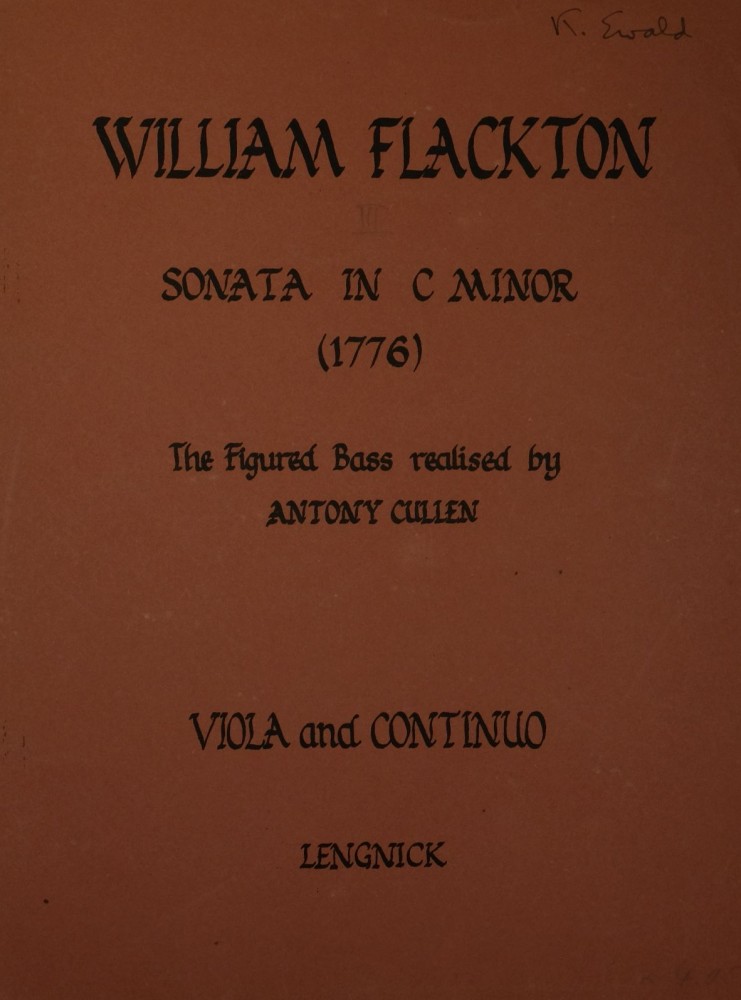 K. Ewald
WILLIAM FLACKTON
SONATA IN C MINOR
(1776)
The Figured Bass realised by
ANTONY CULLEN
VIOLA and CONTINUO
LENGNICK